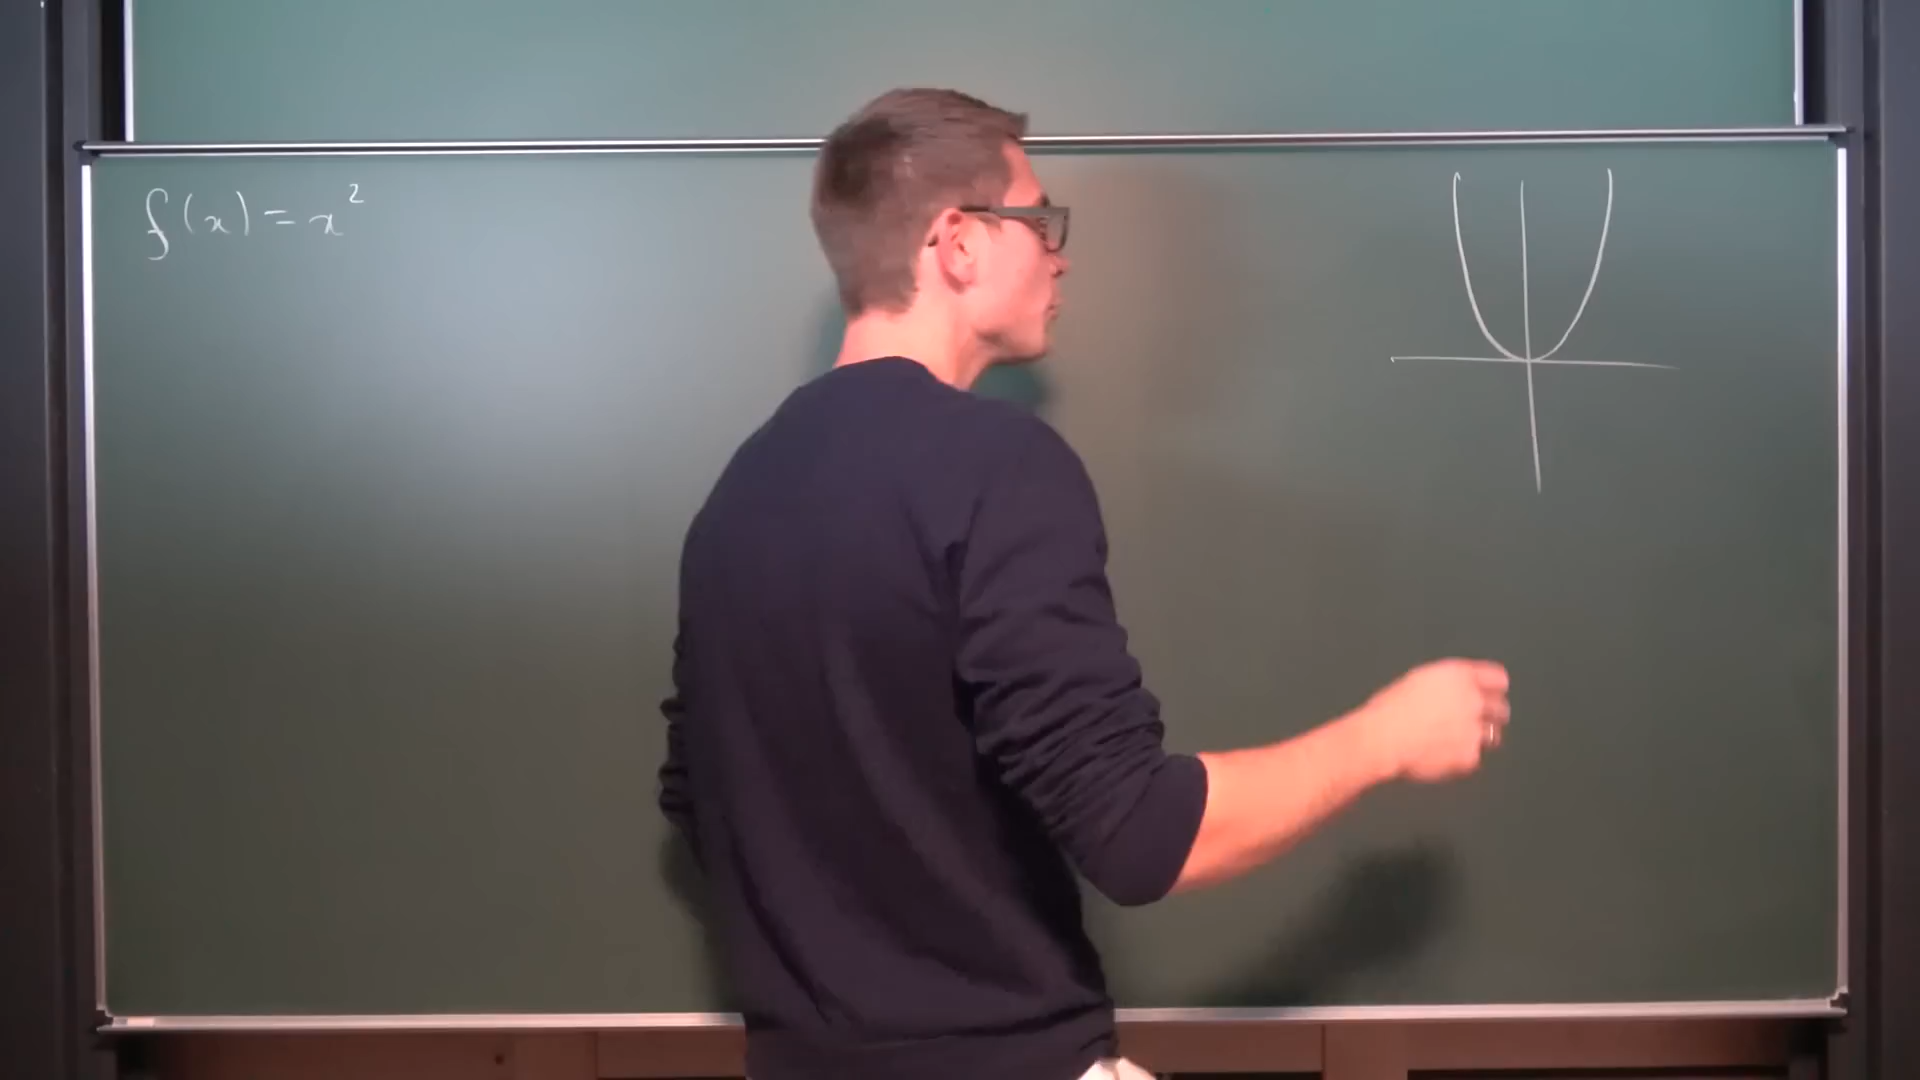 f(x) = x²